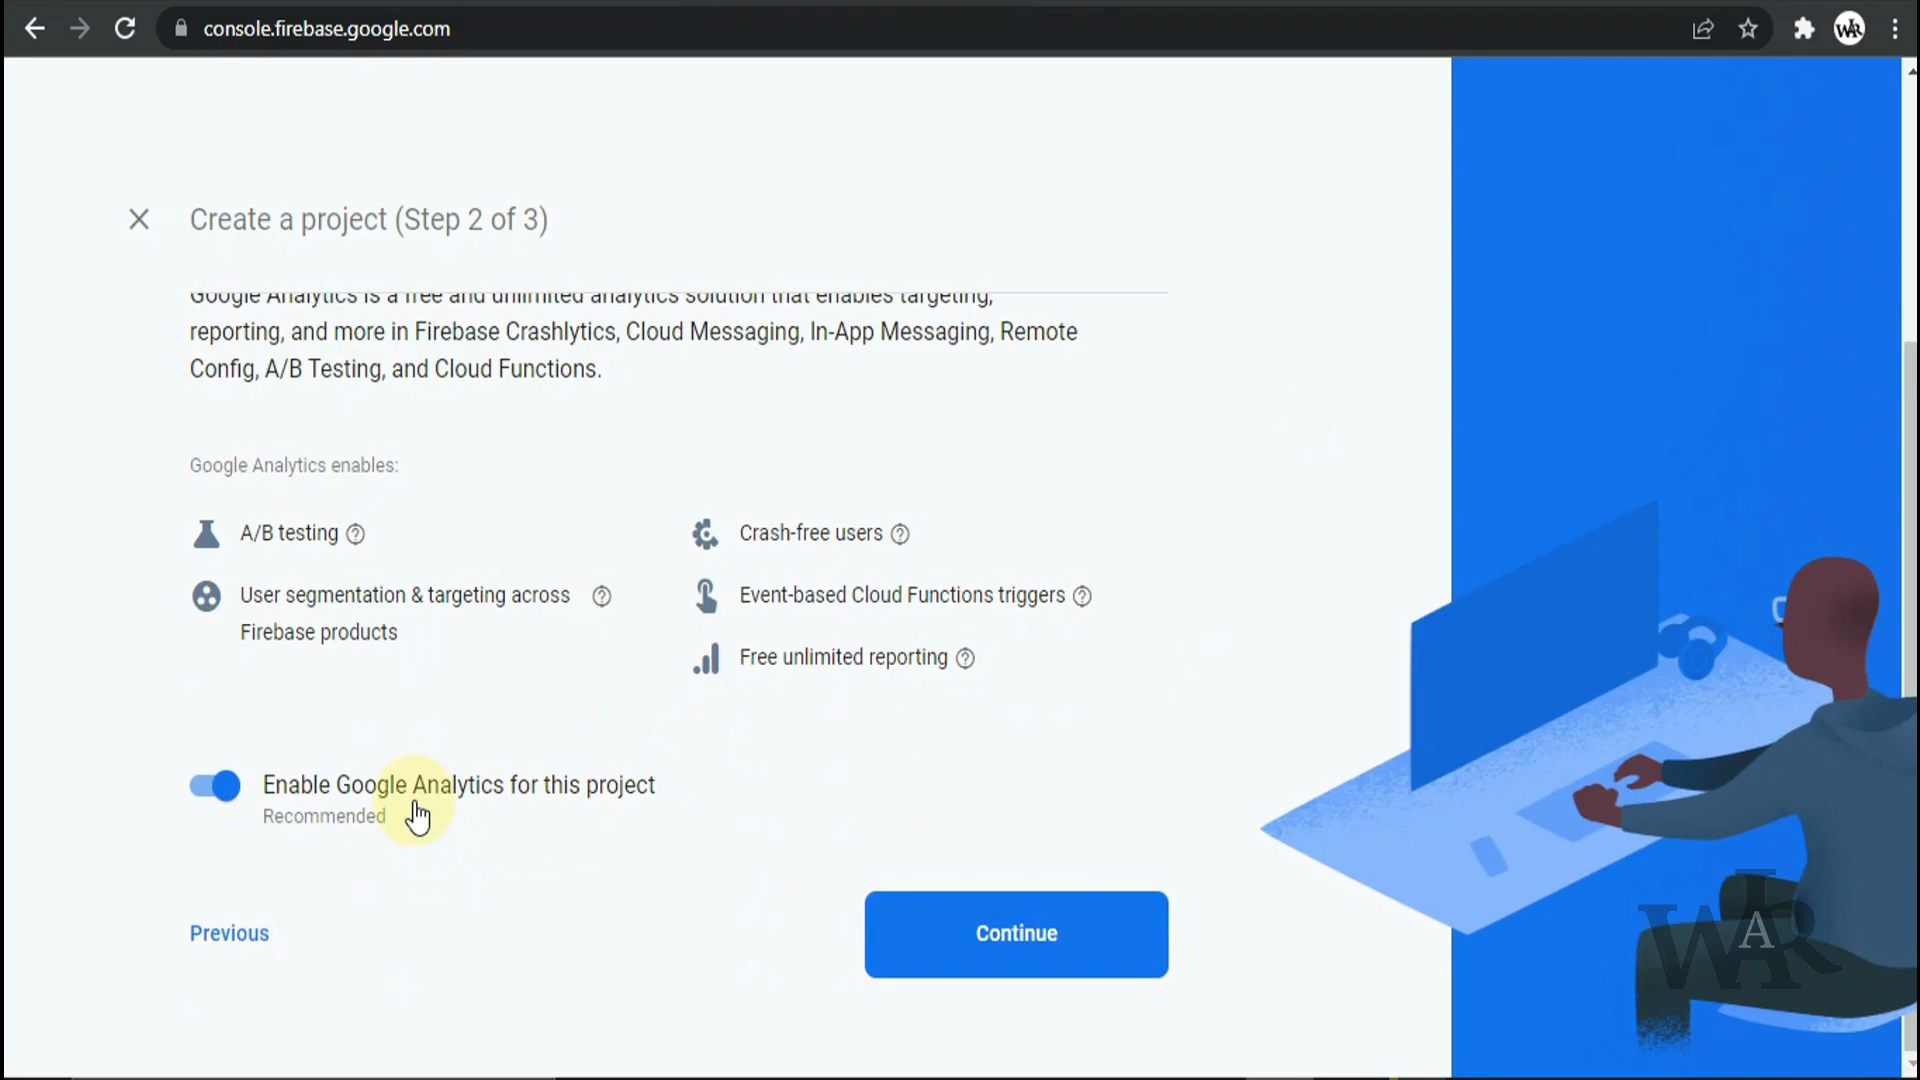 console.firebase.google.com
WAR
Create a project (Step 2 of 3)
Google Analytics is a free and unlimited analytics solution that enables targeting,
reporting, and more in Firebase Crashlytics, Cloud Messaging, In-App Messaging, Remote
Config, A/B Testing, and Cloud Functions.
Google Analytics enables:
A/B testing
Crash-free users
User segmentation & targeting across
Firebase products
Event-based Cloud Functions triggers
Free unlimited reporting
Enable Google Analytics for this project
Recommended
Previous
Continue
WIRA